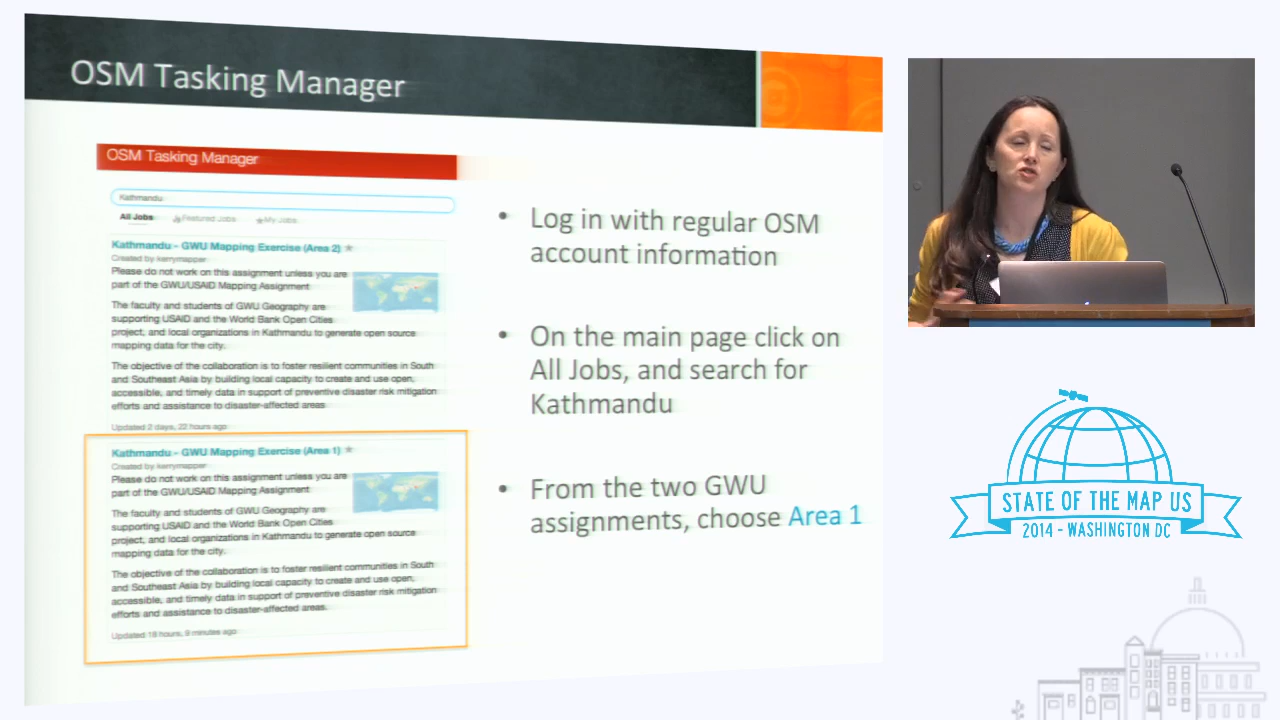 OSM Tasking Manager
OSM Tasking Manager
Kathmandu
All Jobs Featured Jobs My Jobs
Kathmandu - GWU Mapping Exercise (Area 2)
Created by kerrymapper
Please do not work on this assignment unless you are
part of the GWU/USAID Mapping Assignment
The faculty and students of GWU Geography are
supporting USAID and the World Bank Open Cities
project, and local organizations in Kathmandu to generate open source
mapping data for the city.
The objective of the collaboration is to foster resilient communities in South
and Southeast Asia by building local capacity to create and use open,
accessible, and timely data in support of preventive disaster risk mitigation
efforts and assistance to disaster-affected areas
Updated 2 days, 22 hours ago
Kathmandu - GWU Mapping Exercise (Area 1)
Created by kerrymapper
Please do not work on this assignment unless you are
part of the GWU/USAID Mapping Assignment
The faculty and students of GWU Geography are
supporting USAID and the World Bank Open Cities
project, and local organizations in Kathmandu to generate open source
mapping data for the city.
The objective of the collaboration is to foster resilient communities in South
and Southeast Asia by building local capacity to create and use open,
accessible, and timely data in support of preventive disaster risk mitigation
efforts and assistance to disaster-affected areas.
Updated 18 hours, 9 minutes ago
• Log in with regular OSM
account information
• On the main page click on
All Jobs, and search for
Kathmandu
• From the two GWU
assignments, choose Area 1
STATE OF THE MAP US
2014 - WASHINGTON DC